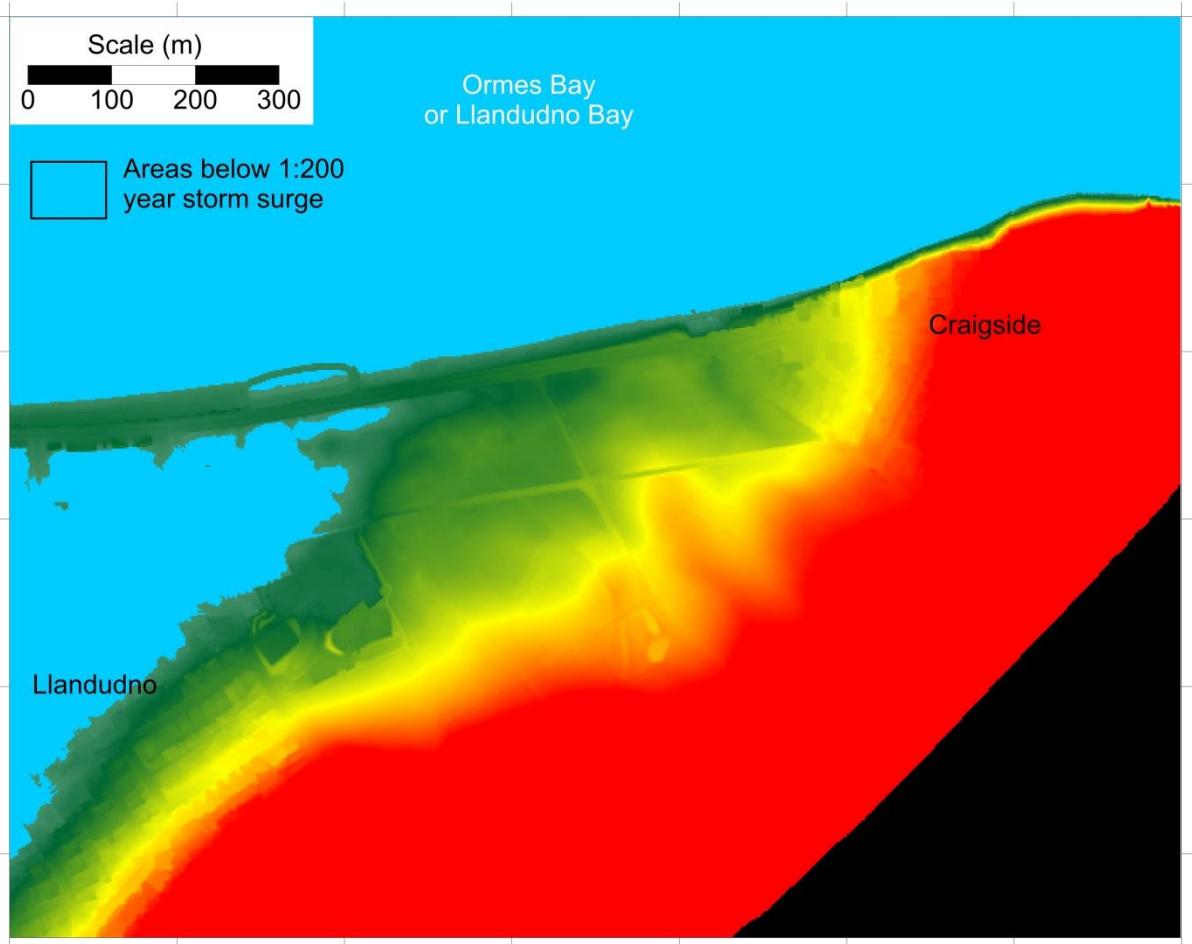 Scale (m)
0 100 200 300
Ormes Bay
or Llandudno Bay
Areas below 1:200
year storm surge
Craigside
Llandudno